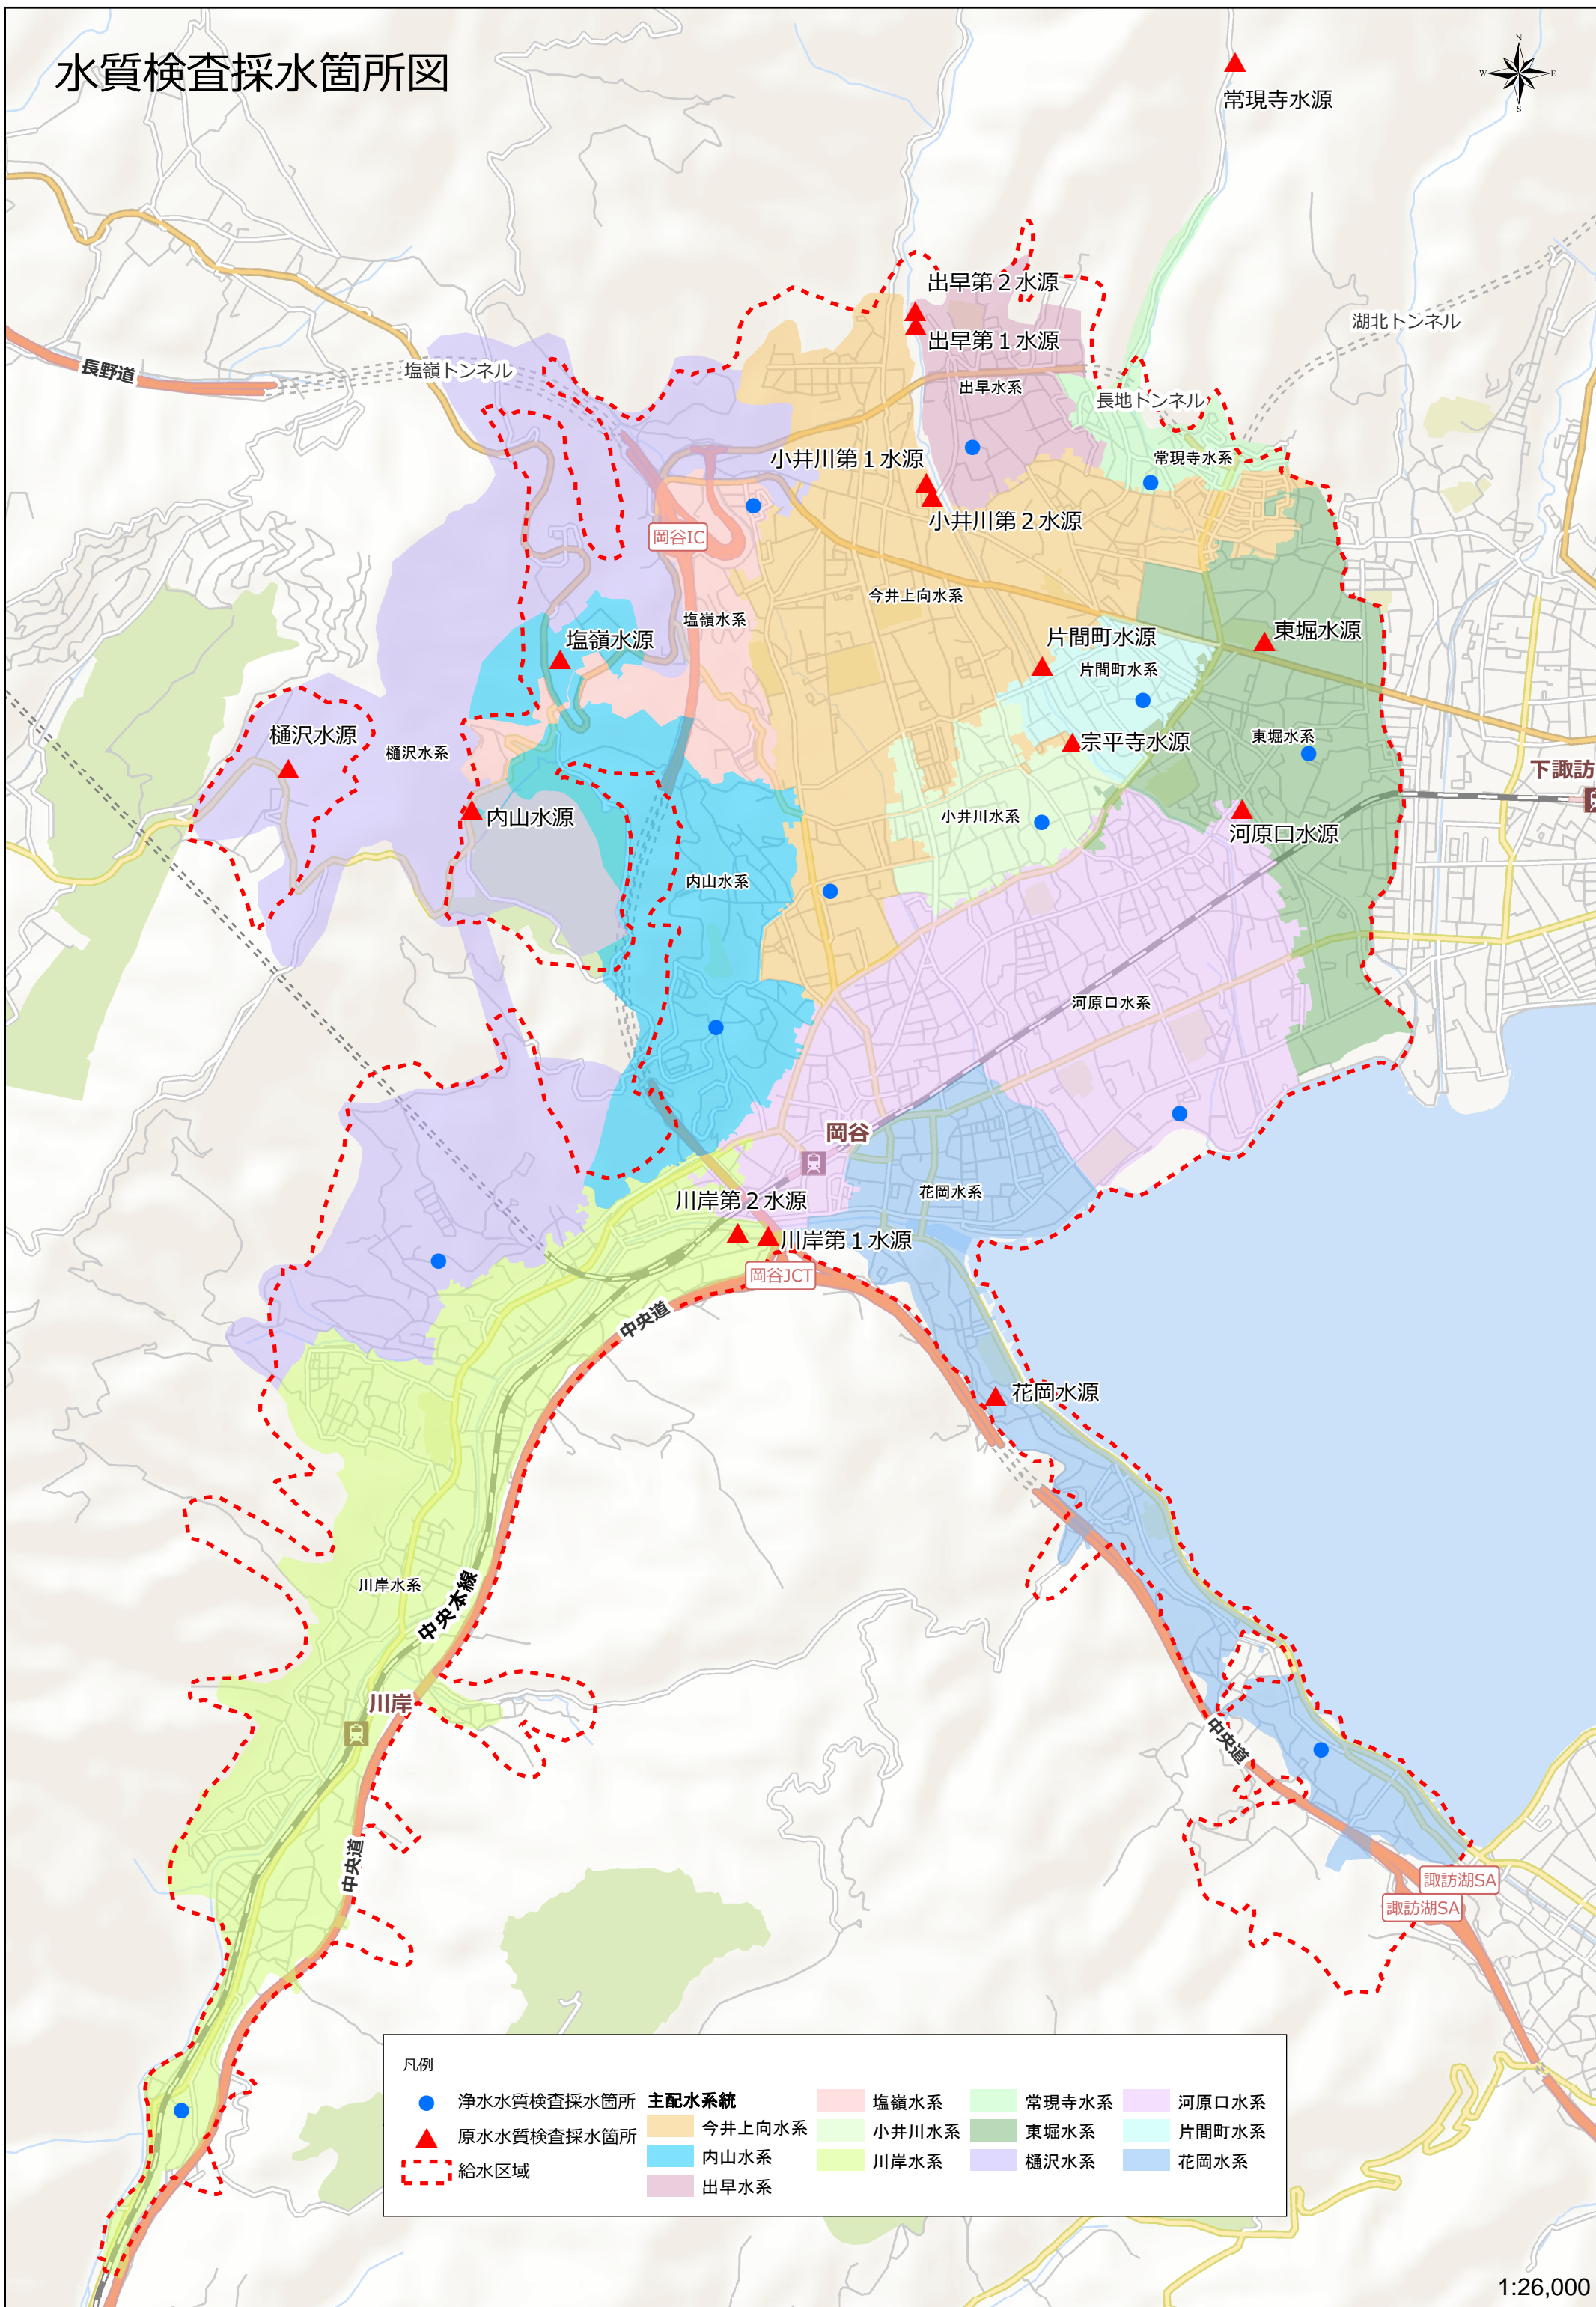 水質検査採水箇所図
N
W
E
S
常現寺水源
出早第２水源
出早第１水源
湖北トンネル
長野道
塩嶺トンネル
出早水系
長地トンネル
小井川第１水源
常現寺水系
小井川第２水源
岡谷IC
今井上向水系
塩嶺水系
塩嶺水源
片間町水源
東堀水源
片間町水系
樋沢水源
樋沢水系
宗平寺水源
東堀水系
下諏訪
内山水源
小井川水系
河原口水源
内山水系
河原口水系
岡谷
花岡水系
川岸第２水源
川岸第１水源
岡谷JCT
中央道
花岡水源
川岸水系
中央本線
川岸
中央道
中央道
諏訪湖SA
諏訪湖SA
凡例
浄水水質検査採水箇所
原水水質検査採水箇所
給水区域
主配水系統
今井上向水系
内山水系
出早水系
塩嶺水系
小井川水系
川岸水系
常現寺水系
東堀水系
樋沢水系
河原口水系
片間町水系
花岡水系
1:26,000